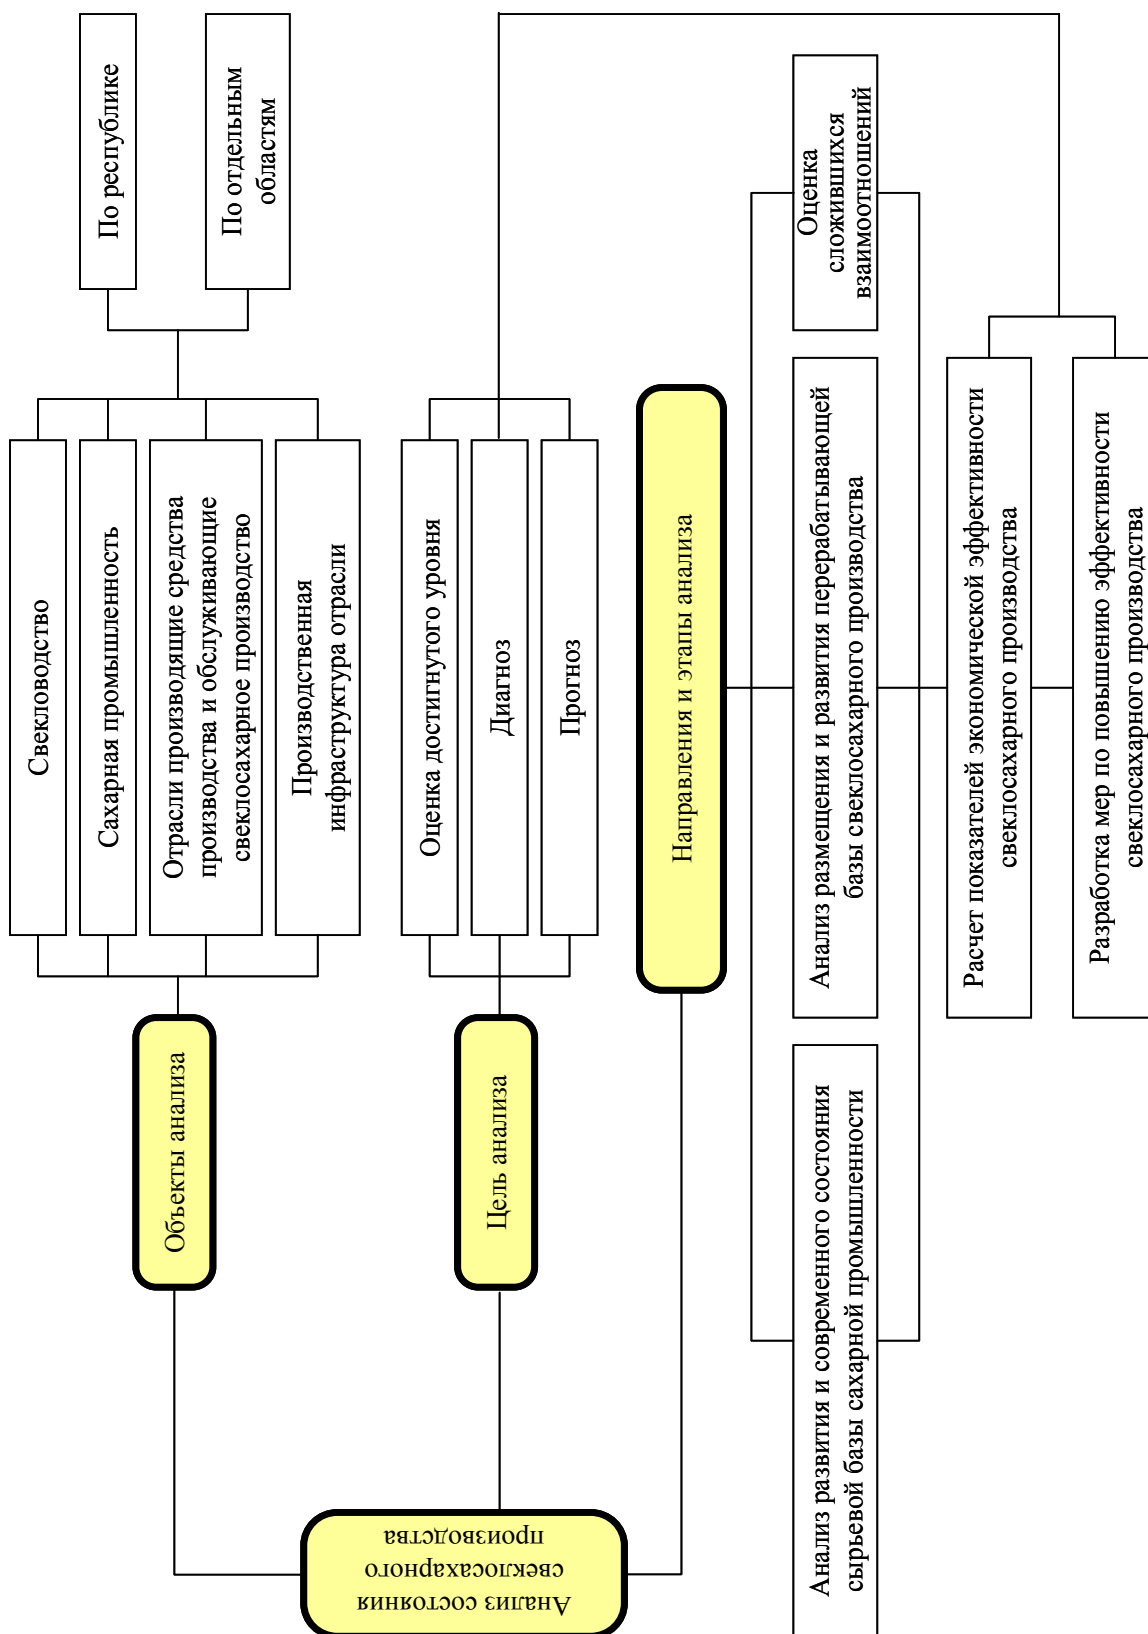 Анализ состояния
свеклосахарного
производства
Объекты анализа
Свекловодство
Сахарная промышленность
Отрасли производящие средства
производства и обслуживающие
свеклосахарное производство
Производственная
инфраструктура отрасли
По республике
По отдельным
областям
Цель анализа
Оценка достигнутого уровня
Диагноз
Прогноз
Направления и этапы анализа
Анализ развития и современного состояния
сырьевой базы сахарной промышленности
Анализ размещения и развития перерабатывающей
базы свеклосахарного производства
Оценка
сложившихся
взаимоотношений
Расчет показателей экономической эффективности
свеклосахарного производства
Разработка мер по повышению эффективности
свеклосахарного производства